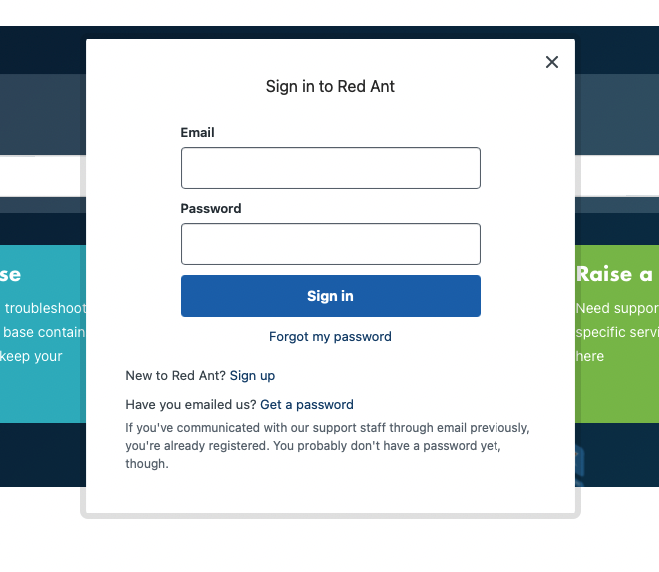 Sign in to Red Ant
Email
Password
Sign in
Forgot my password
New to Red Ant? Sign up
Have you emailed us? Get a password
If you've communicated with our support staff through email previously,
you're already registered. You probably don't have a password yet,
though.
se
troubleshoot
base contain
keep your
Raise a
Need suppor
specific servi
here